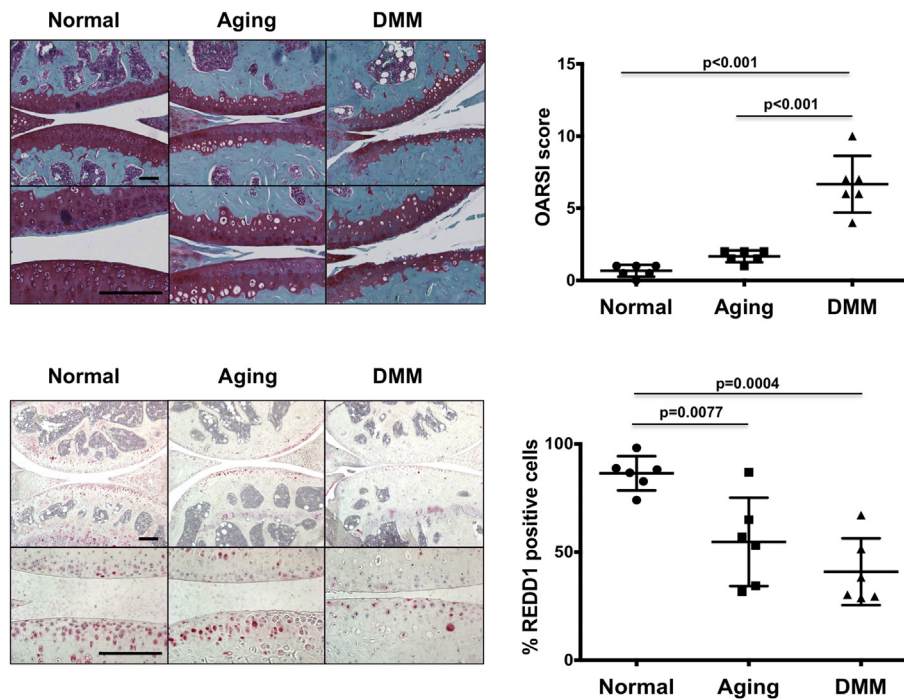 Normal Aging DMM
OARSI score
15
10
5
0
p<0.001
p<0.001
Normal Aging DMM
Normal Aging DMM
% REDD1 positive cells
100
50
0
p=0.0004
p=0.0077
Normal Aging DMM